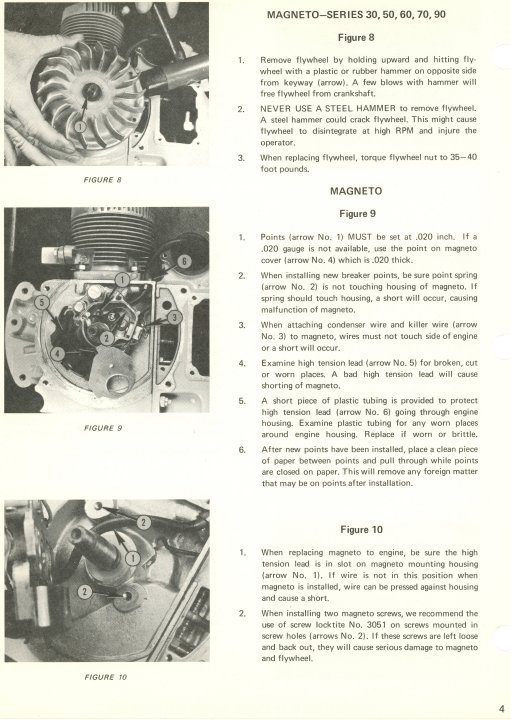 MAGNETO—SERIES 30, 50, 60, 70, 90
Figure 8
1. Remove flywheel by holding upward and hitting fly-
wheel with a plastic or rubber hammer on opposite side
from keyway (arrow). A few blows with hammer will
free flywheel from crankshaft.
2. NEVER USE A STEEL HAMMER to remove flywheel.
A steel hammer could crack flywheel. This might cause
flywheel to disintegrate at high RPM and injure the
operator.
3. When replacing flywheel, torque flywheel nut to 35—40
foot pounds.
1
FIGURE 8
MAGNETO
Figure 9
1. Points (arrow No. 1) MUST be set at .020 inch. If a
.020 gauge is not available, use the point on magneto
cover (arrow No. 4) which is .020 thick.
2. When installing new breaker points, be sure point spring
(arrow No. 2) is not touching housing of magneto. If
spring should touch housing, a short will occur, causing
malfunction of magneto.
3. When attaching condenser wire and killer wire (arrow
No. 3) to magneto, wires must not touch side of engine
or a short will occur.
4. Examine high tension lead (arrow No. 5) for broken, cut
or worn places. A bad high tension lead will cause
shorting of magneto.
5. A short piece of plastic tubing is provided to protect
high tension lead (arrow No. 6) going through engine
housing. Examine plastic tubing for any worn places
around engine housing. Replace if worn or brittle.
6. After new points have been installed, place a clean piece
of paper between points and pull through while points
are closed on paper. This will remove any foreign matter
that may be on points after installation.
6
1
5
3
2
4
FIGURE 9
Figure 10
1. When replacing magneto to engine, be sure the high
tension lead is in slot on magneto mounting housing
(arrow No. 1). If wire is not in this position when
magneto is installed, wire can be pressed against housing
and cause a short.
2. When installing two magneto screws, we recommend the
use of screw locktite No. 3051 on screws mounted in
screw holes (arrows No. 2). If these screws are left loose
and back out, they will cause serious damage to magneto
and flywheel.
2
1
2
FIGURE 10
4